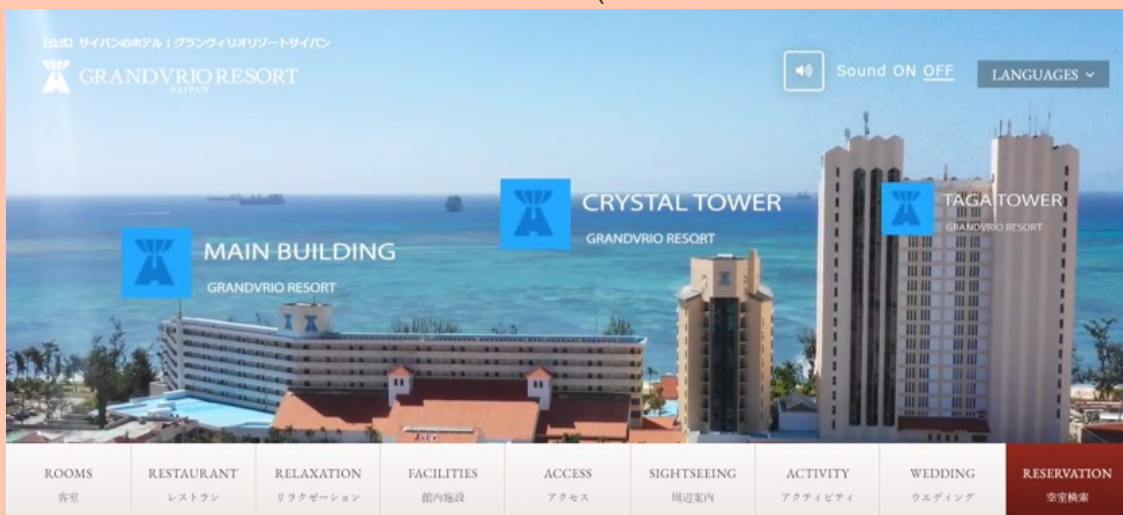 【公式】サイパンのホテル | グランヴィリオリゾートサイパン
GRANDVRIO RESORT
SAIPAN
Sound ON OFF
LANGUAGES
CRYSTAL TOWER
GRANDVRIO RESORT
TAGA TOWER
GRANDVRIO RESORT
MAIN BUILDING
GRANDVRIO RESORT
ROOMS
客室
RESTAURANT
レストラン
RELAXATION
リラクゼーション
FACILITIES
館内施設
ACCESS
アクセス
SIGHTSEEING
周辺案内
ACTIVITY
アクティビティ
WEDDING
ウエディング
RESERVATION
空室検索